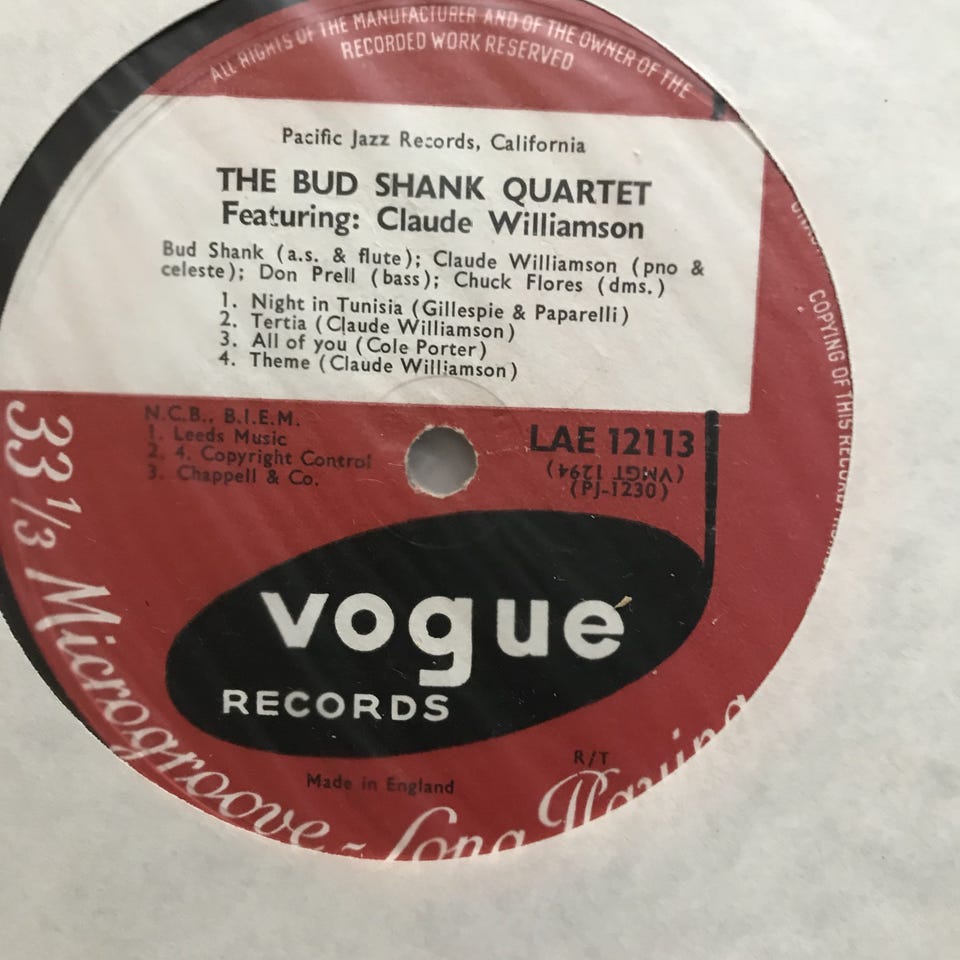 ALL RIGHTS OF THE MANUFACTURER AND OF THE OWNER OF THE
RECORDED WORK RESERVED
Pacific Jazz Records, California
THE BUD SHANK QUARTET
Featuring: Claude Williamson
Bud Shank (a.s. & flute); Claude Williamson (pno &
celeste); Don Prell (bass); Chuck Flores (dms.)
1. Night in Tunisia (Gillespie & Paparelli)
2. Tertia (Claude Williamson)
3. All of you (Cole Porter)
4. Theme (Claude Williamson)
N.C.B., B.I.E.M.
1. Leeds Music
2. 4. Copyright Control
3. Chappell & Co.
LAE 12113
(VMGT 1294)
(PJ-1230)
COPYING OF THIS RECORD
vogue
RECORDS
R/T
Made in England
33⅓ Microgroove - Long Playing